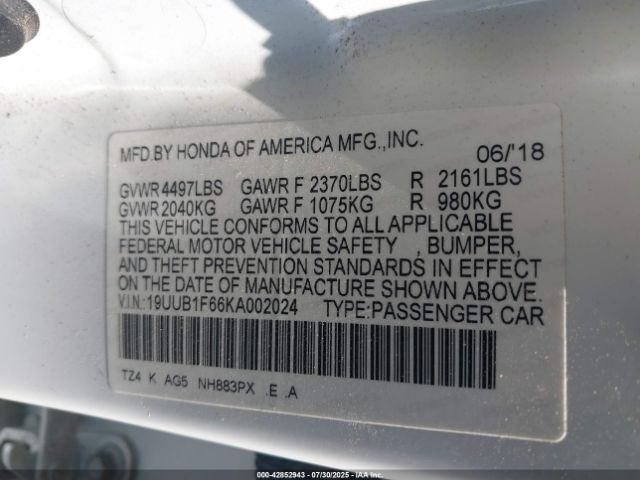 MFD.BY HONDA OF AMERICA MFG.,INC. 06/'18
GVWR 4497LBS GAWR F 2370LBS R 2161LBS
GVWR 2040KG GAWR F 1075KG R 980KG
THIS VEHICLE CONFORMS TO ALL APPLICABLE
FEDERAL MOTOR VEHICLE SAFETY , BUMPER,
AND THEFT PREVENTION STANDARDS IN EFFECT
ON THE DATE OF MANUFACTURE SHOWN ABOVE.
V.I.N.:19UUB1F66KA002024 TYPE:PASSENGER CAR
TZ4 K AG5 NH883PX .E .A
000-42852943 - 07/30/2025 - IAAI.COM